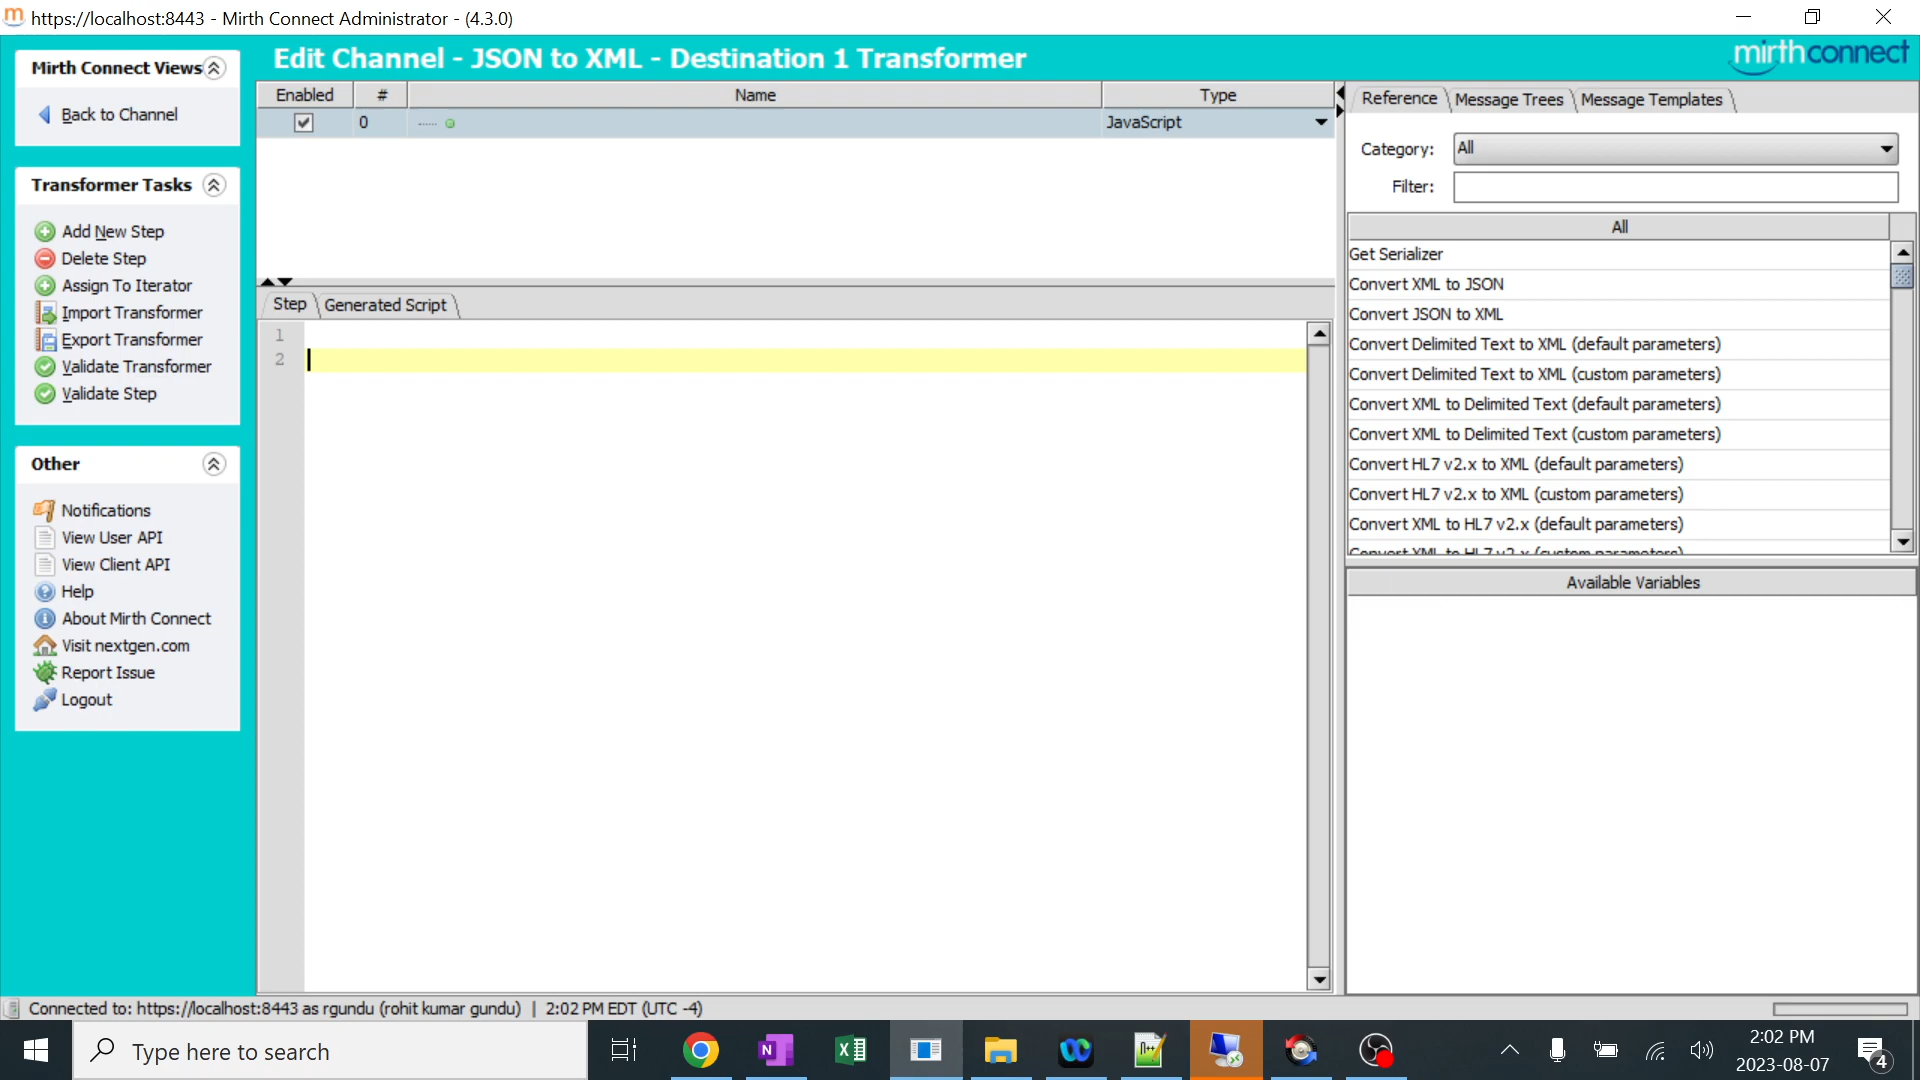 https://localhost:8443 - Mirth Connect Administrator - (4.3.0)
Mirth Connect Views
Back to Channel
Transformer Tasks
Add New Step
Delete Step
Assign To Iterator
Import Transformer
Export Transformer
Validate Transformer
Validate Step
Other
Notifications
View User API
View Client API
Help
About Mirth Connect
Visit nextgen.com
Report Issue
Logout
Edit Channel - JSON to XML - Destination 1 Transformer
mirthconnect
Enabled # Name Type
0 JavaScript
Step Generated Script
1
2
Reference Message Trees Message Templates
Category: All
Filter:
All
Get Serializer
Convert XML to JSON
Convert JSON to XML
Convert Delimited Text to XML (default parameters)
Convert Delimited Text to XML (custom parameters)
Convert XML to Delimited Text (default parameters)
Convert XML to Delimited Text (custom parameters)
Convert HL7 v2.x to XML (default parameters)
Convert HL7 v2.x to XML (custom parameters)
Convert XML to HL7 v2.x (default parameters)
Convert XML to HL7 v2.x (custom parameters)
Available Variables
Connected to: https://localhost:8443 as rgundu (rohit kumar gundu) | 2:02 PM EDT (UTC -4)
Type here to search
2:02 PM
2023-08-07
4